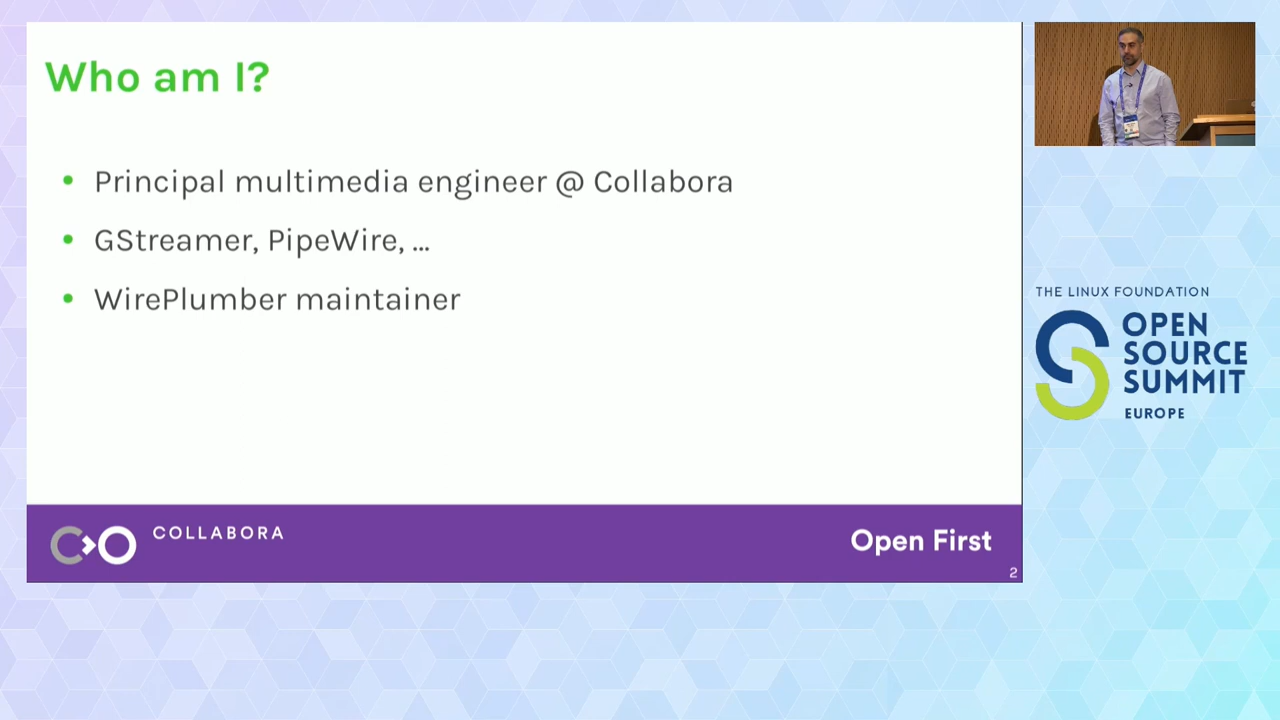 Who am I?
• Principal multimedia engineer @ Collabora
• GStreamer, PipeWire, ...
• WirePlumber maintainer
COLLABORA
Open First
2
THE LINUX FOUNDATION
OPEN
SOURCE
SUMMIT
EUROPE